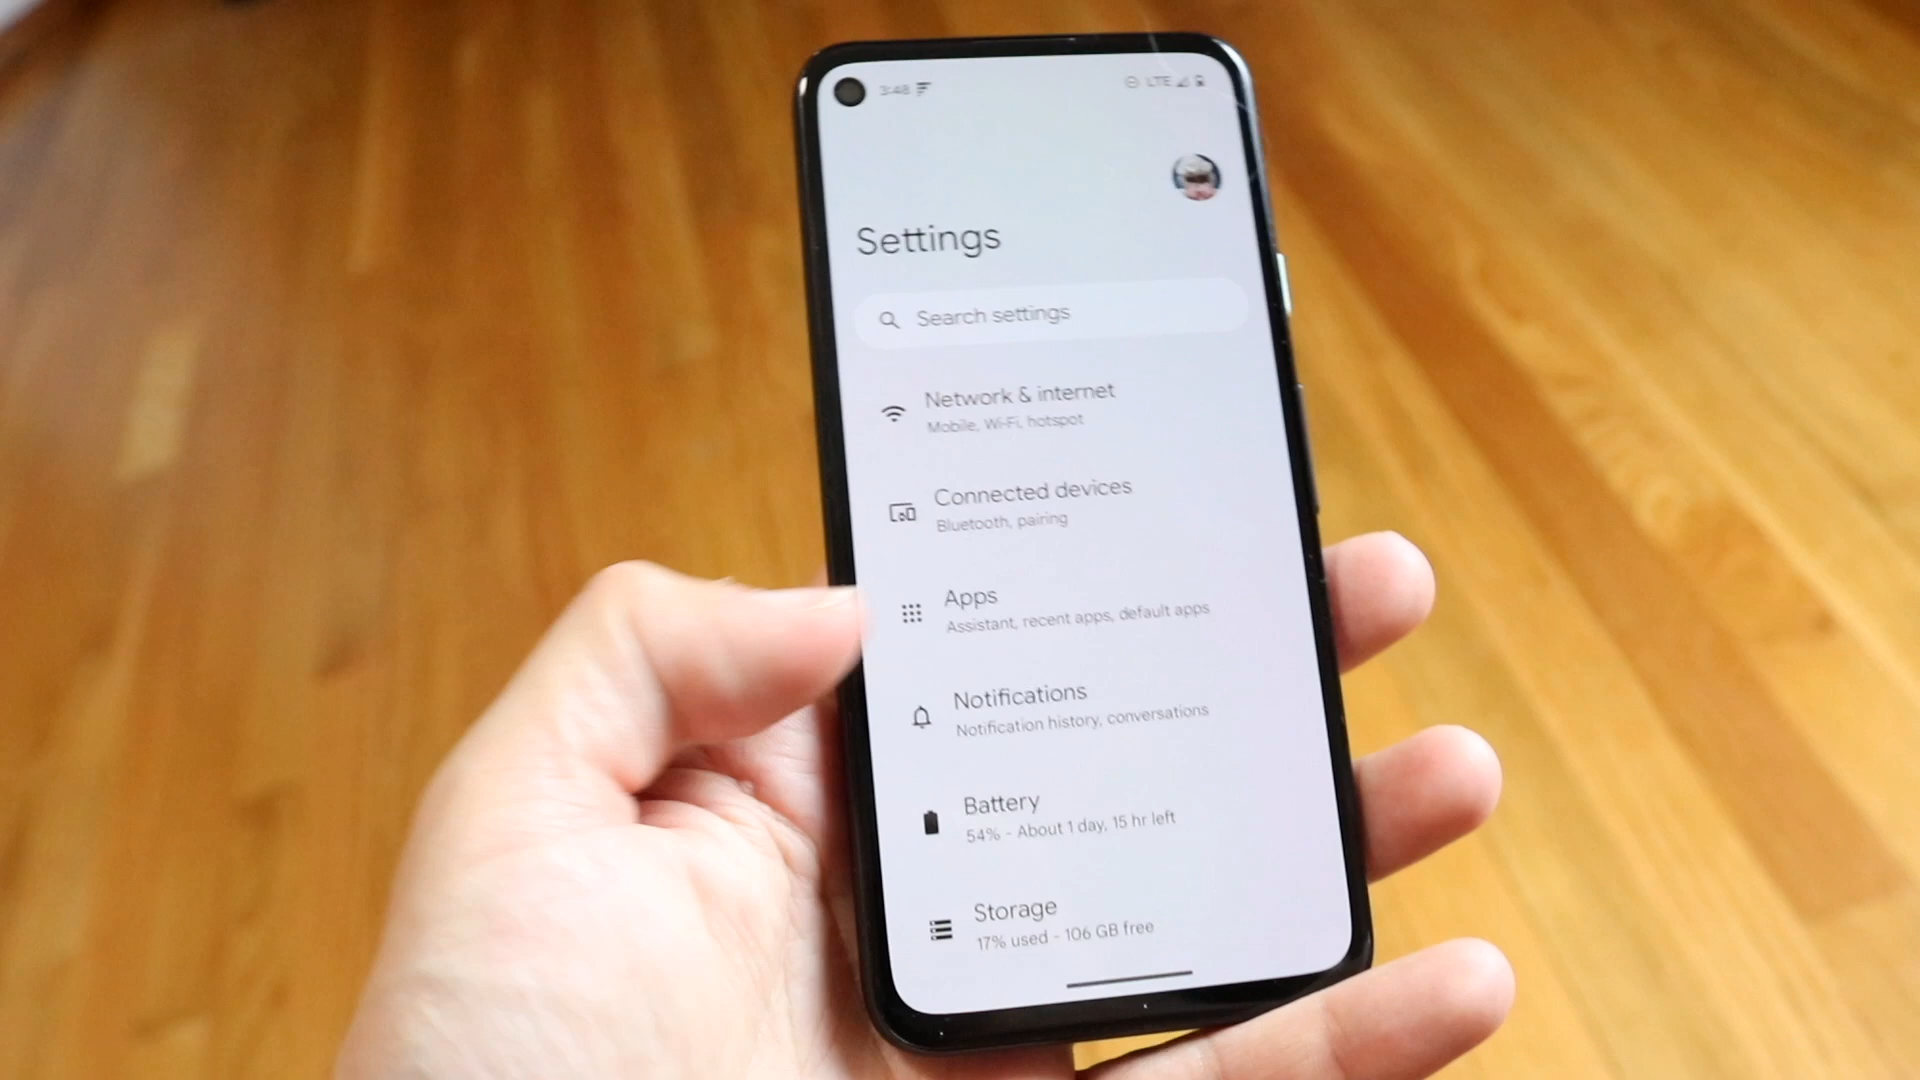 3:48 LTE
Settings
Search settings
Network & internet
Mobile, Wi-Fi, hotspot
Connected devices
Bluetooth, pairing
Apps
Assistant, recent apps, default apps
Notifications
Notification history, conversations
Battery
54% - About 1 day, 15 hr left
Storage
17% used - 106 GB free